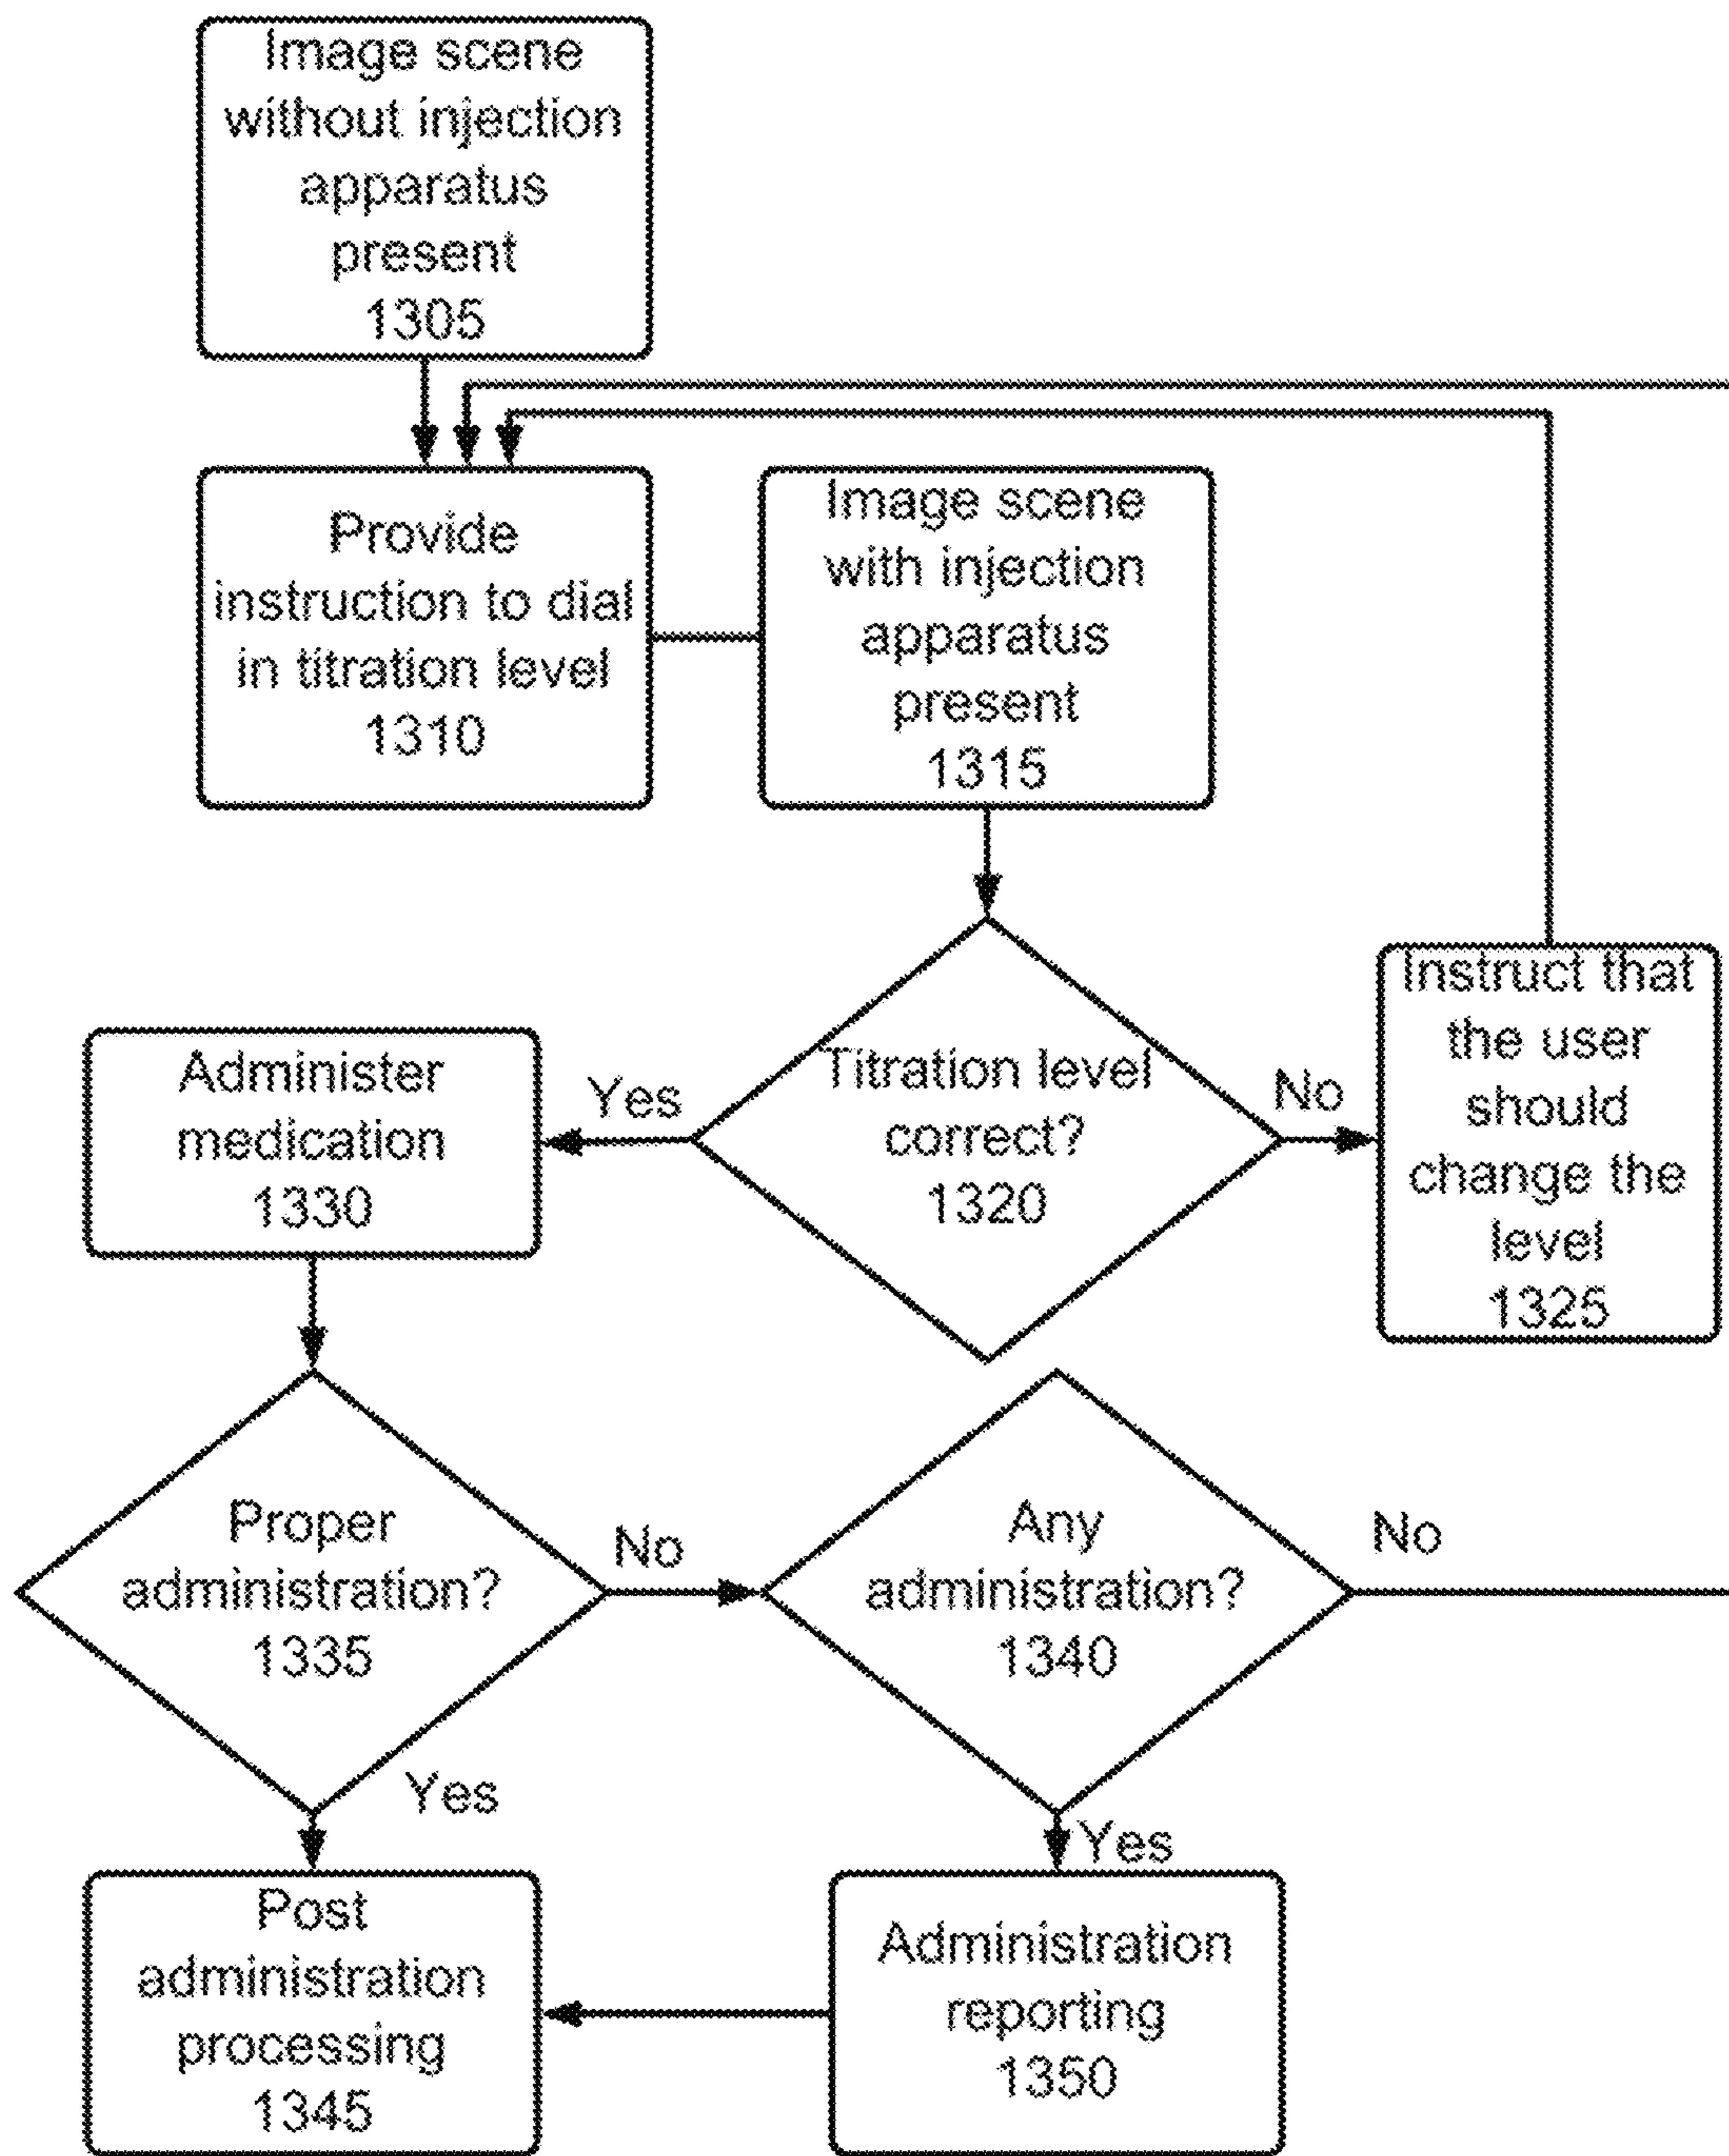 Image scene
without injection
apparatus
present
1305
Provide
instruction to dial
in titration level
1310
Image scene
with injection
apparatus
present
1315
Titration level
correct?
1320
Yes
No
Instruct that
the user
should
change the
level
1325
Administer
medication
1330
Proper
administration?
1335
No
Yes
Any
administration?
1340
No
Yes
Post
administration
processing
1345
Administration
reporting
1350